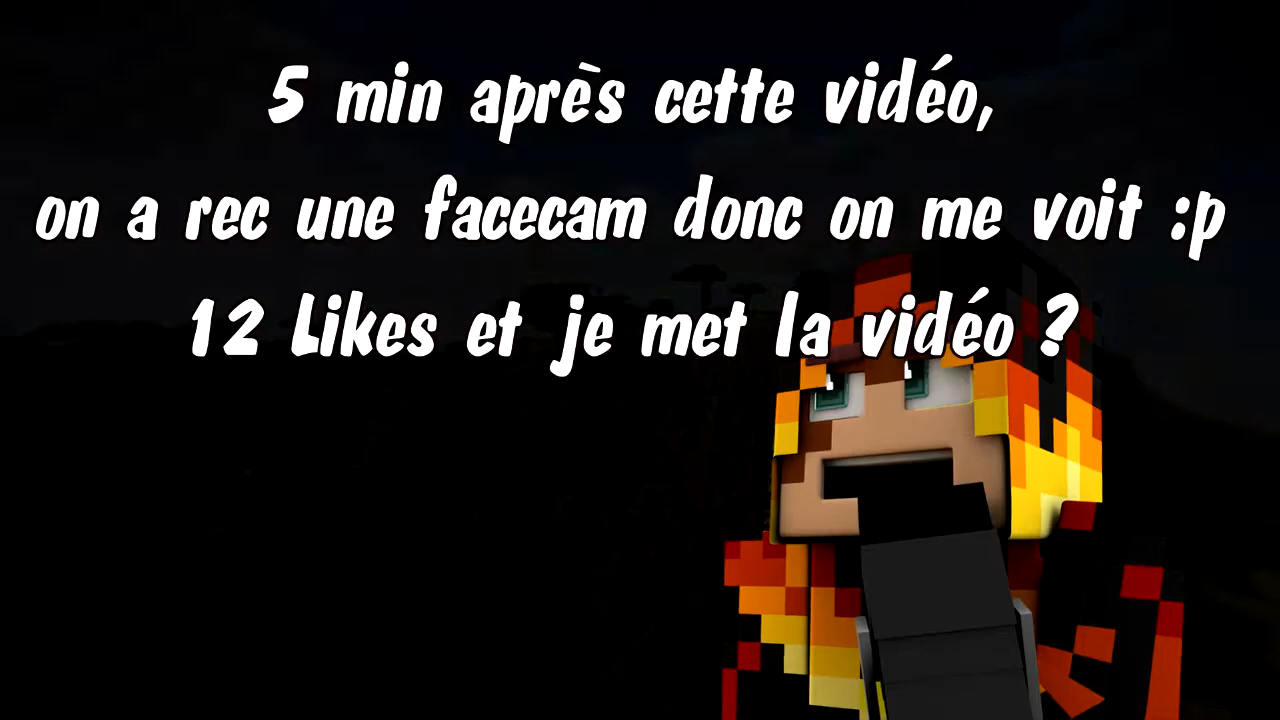 5 min après cette vidéo,
on a rec une facecam donc on me voit :p
12 Likes et je met la vidéo ?